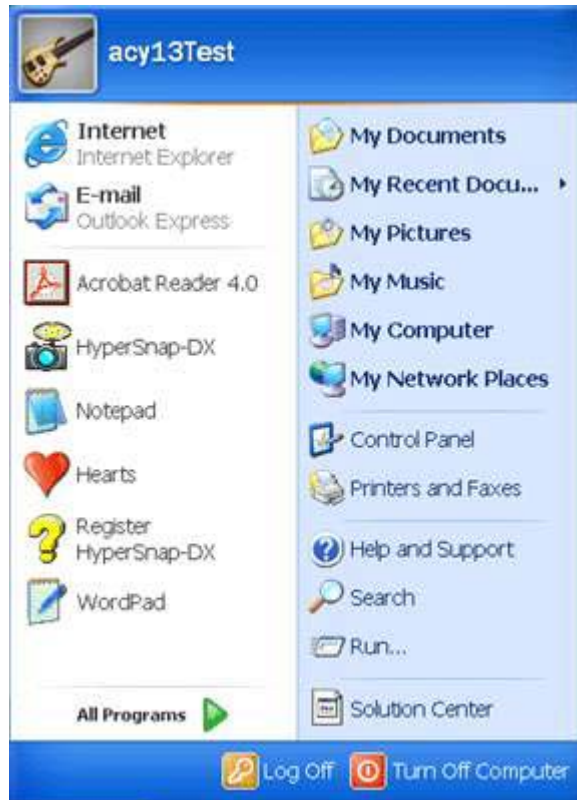 acy13Test
Internet
Internet Explorer
E-mail
Outlook Express
Acrobat Reader 4.0
HyperSnap-DX
Notepad
Hearts
Register
HyperSnap-DX
WordPad
All Programs
My Documents
My Recent Docu...
My Pictures
My Music
My Computer
My Network Places
Control Panel
Printers and Faxes
Help and Support
Search
Run...
Solution Center
Log Off
Turn Off Computer